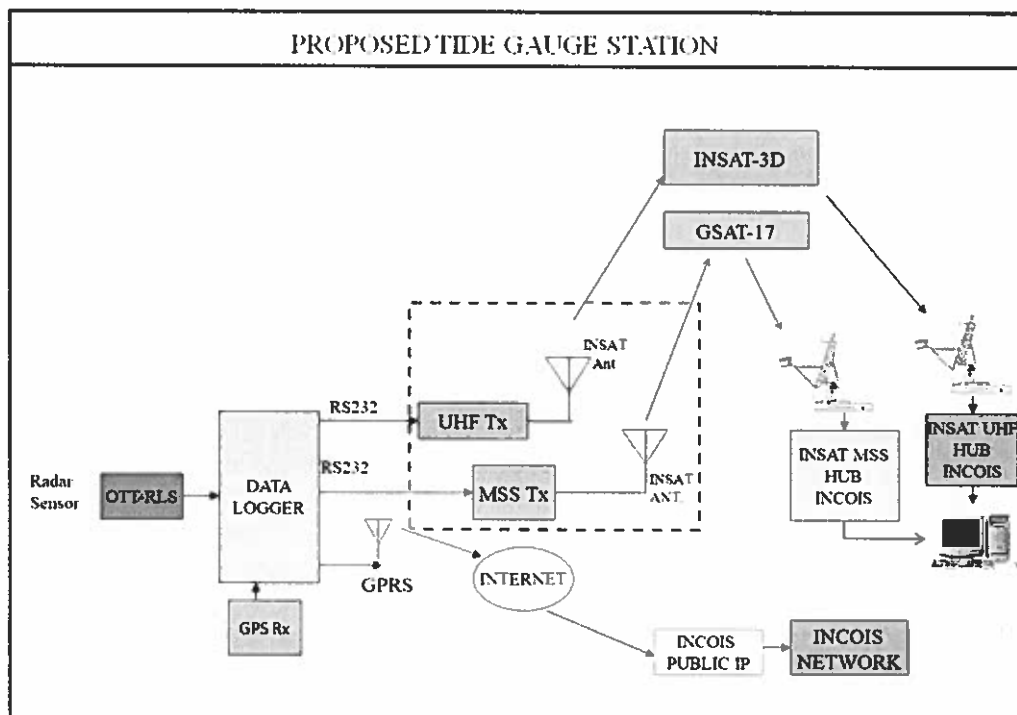 PROPOSED TIDE GAUGE STATION
INSAT-3D
GSAT-17
INSAT
Ant
RS232
UHF Tx
INSAT UHF
HUB
INCOIS
INSAT MSS
HUB
INCOIS
RS232
Radar
Sensor
OTT-RLS
DATA
LOGGER
MSS Tx
INSAT
ANT.
GPRS
INTERNET
GPS Rx
INCOIS
PUBLIC IP
INCOIS
NETWORK